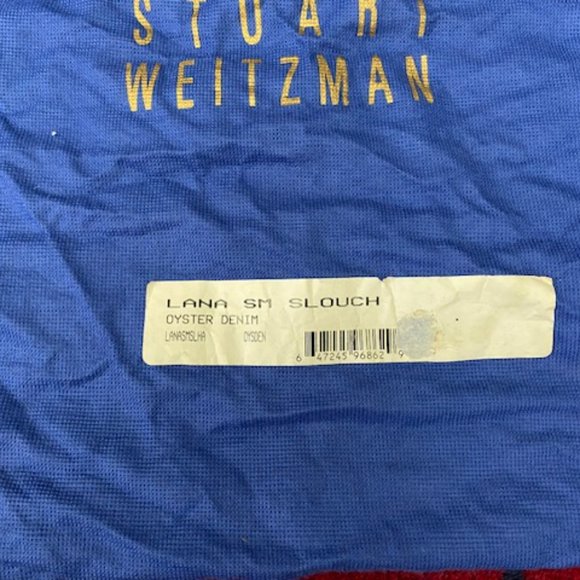 STUART
WEITZMAN
LANA SM SLOUCH
OYSTER DENIM
LANASMSLHA OYSDEN
6 47245 96862 9